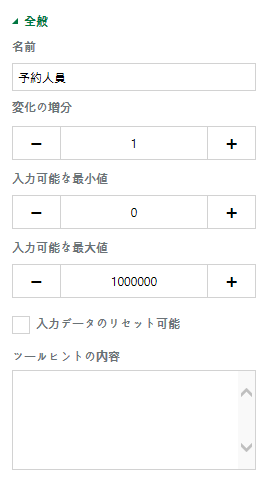 全般
名前
予約人員
変化の増分
− 1 +
入力可能な最小値
− 0 +
入力可能な最大値
− 1000000 +
入力データのリセット可能
ツールヒントの内容